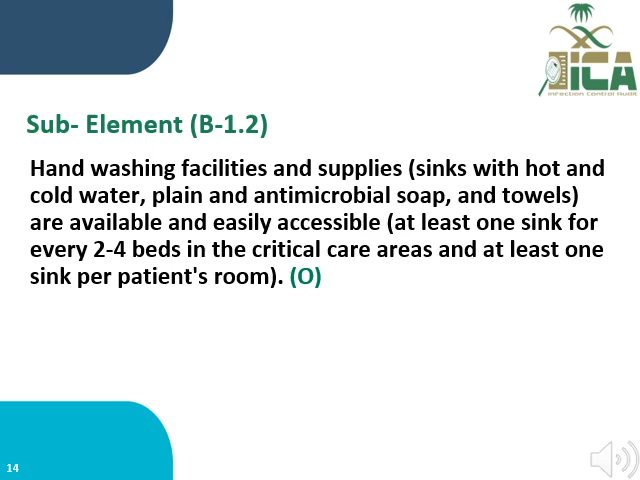 iCA
Infection Control Audit
Sub- Element (B-1.2)
Hand washing facilities and supplies (sinks with hot and
cold water, plain and antimicrobial soap, and towels)
are available and easily accessible (at least one sink for
every 2-4 beds in the critical care areas and at least one
sink per patient's room). (O)
14